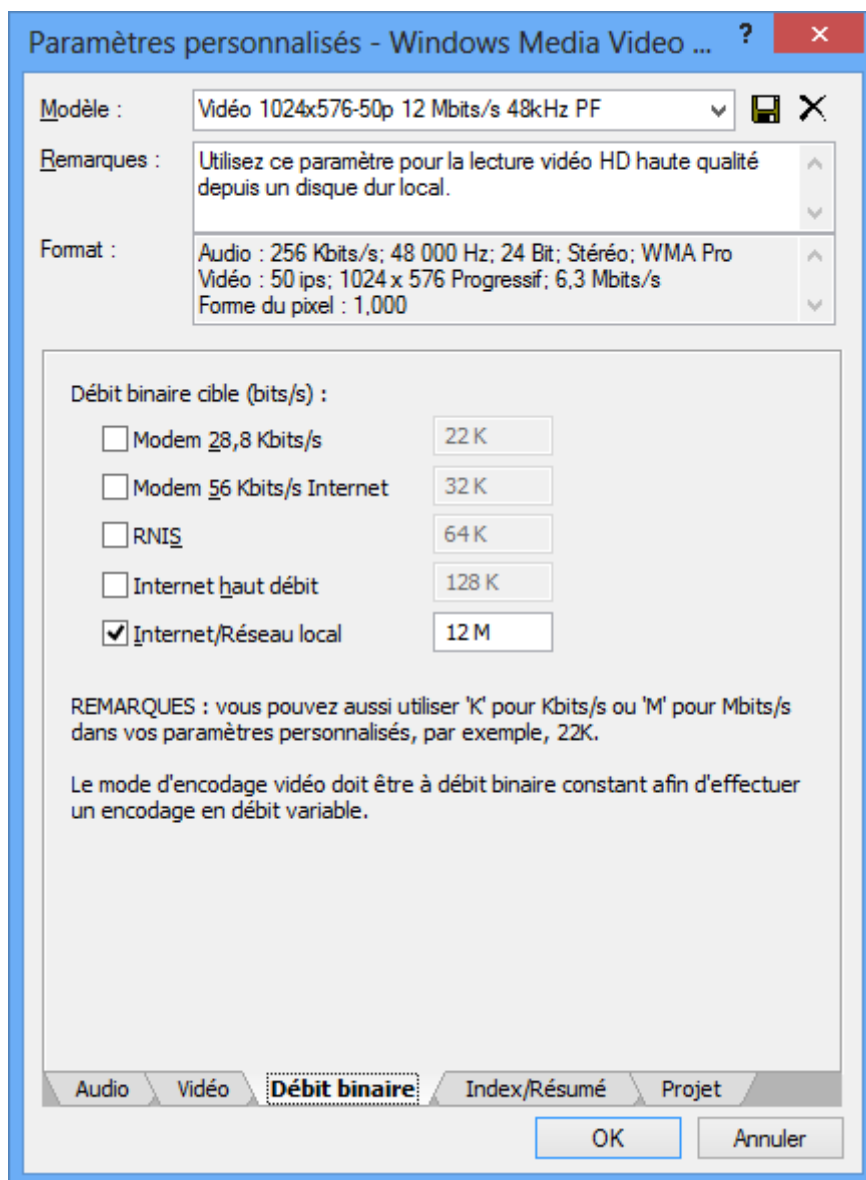 Paramètres personnalisés - Windows Media Video ... ?
Modèle : Vidéo 1024x576-50p 12 Mbits/s 48kHz PF
Remarques : Utilisez ce paramètre pour la lecture vidéo HD haute qualité
depuis un disque dur local.
Format : Audio : 256 Kbits/s; 48 000 Hz; 24 Bit; Stéréo; WMA Pro
Vidéo : 50 ips; 1024 x 576 Progressif; 6,3 Mbits/s
Forme du pixel : 1,000
Débit binaire cible (bits/s) :
Modem 28,8 Kbits/s 22 K
Modem 56 Kbits/s Internet 32 K
RNIS 64 K
Internet haut débit 128 K
Internet/Réseau local 12 M
REMARQUES : vous pouvez aussi utiliser 'K' pour Kbits/s ou 'M' pour Mbits/s
dans vos paramètres personnalisés, par exemple, 22K.
Le mode d'encodage vidéo doit être à débit binaire constant afin d'effectuer
un encodage en débit variable.
Audio Vidéo Débit binaire Index/Résumé Projet
OK Annuler